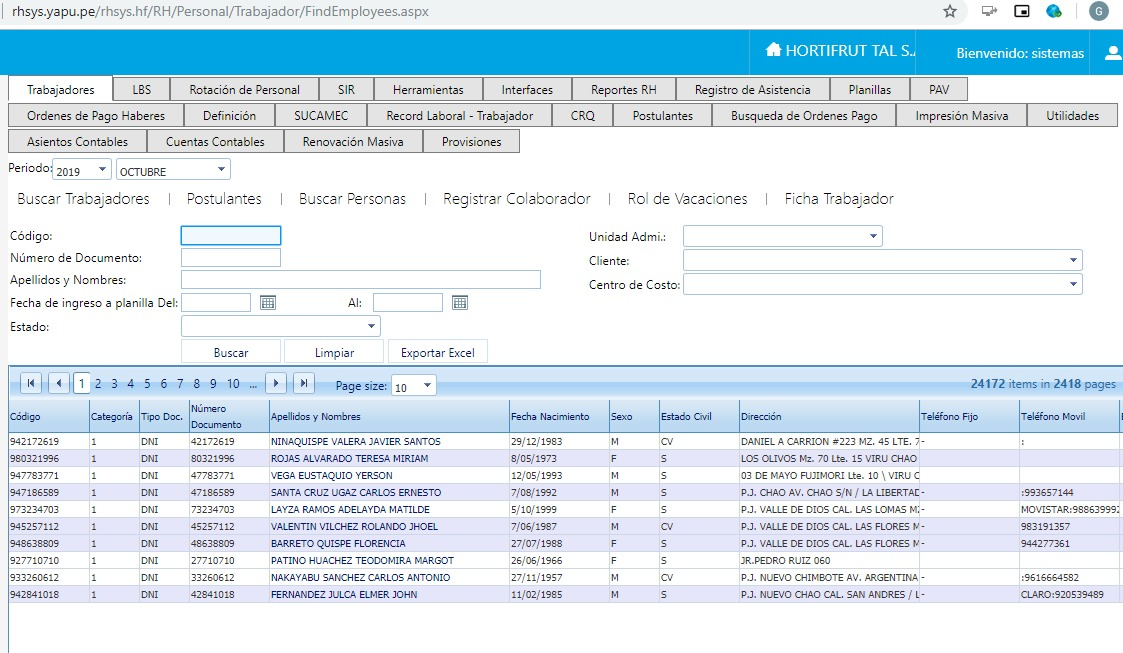 rhsys.yapu.pe/rhsys.hf/RH/Personal/Trabajador/FindEmployees.aspx
G
HORTIFRUT TAL S.A
Bienvenido: sistemas
Trabajadores LBS Rotación de Personal SIR Herramientas Interfaces Reportes RH Registro de Asistencia Planillas PAV
Ordenes de Pago Haberes Definición SUCAMEC Record Laboral - Trabajador CRQ Postulantes Busqueda de Ordenes Pago Impresión Masiva Utilidades
Asientos Contables Cuentas Contables Renovación Masiva Provisiones
Periodo: 2019 OCTUBRE
Buscar Trabajadores | Postulantes | Buscar Personas | Registrar Colaborador | Rol de Vacaciones | Ficha Trabajador
Código: Unidad Admi.:
Número de Documento: Cliente:
Apellidos y Nombres: Centro de Costo:
Fecha de ingreso a planilla Del: Al:
Estado:
Buscar Limpiar Exportar Excel
1 2 3 4 5 6 7 8 9 10 ... Page size: 10 24172 items in 2418 pages
Código Categoría Tipo Doc. Número Documento Apellidos y Nombres Fecha Nacimiento Sexo Estado Civil Dirección Teléfono Fijo Teléfono Movil
942172619 1 DNI 42172619 NINAQUISPE VALERA JAVIER SANTOS 29/12/1983 M CV DANIEL A CARRION #223 MZ. 45 LTE. 7 - :
980321996 1 DNI 80321996 ROJAS ALVARADO TERESA MIRIAM 8/05/1973 F S LOS OLIVOS Mz. 70 Lte. 15 VIRU CHAO
947783771 1 DNI 47783771 VEGA EUSTAQUIO YERSON 12/05/1993 M S 03 DE MAYO FUJIMORI Lte. 10 \ VIRU C
947186589 1 DNI 47186589 SANTA CRUZ UGAZ CARLOS ERNESTO 7/08/1992 M S P.J. CHAO AV. CHAO S/N / LA LIBERTAD - :993657144
973234703 1 DNI 73234703 LAYZA RAMOS ADELAYDA MATILDE 5/10/1999 F S P.J. VALLE DE DIOS CAL. LAS LOMAS MZ - MOVISTAR:98863999
945257112 1 DNI 45257112 VALENTIN VILCHEZ ROLANDO JHOEL 7/06/1987 M CV P.J. VALLE DE DIOS CAL. LAS FLORES M - 983191357
948638809 1 DNI 48638809 BARRETO QUISPE FLORENCIA 27/07/1988 F S P.J. VALLE DE DIOS CAL. LAS FLORES M - 944277361
927710710 1 DNI 27710710 PATINO HUACHEZ TEODOMIRA MARGOT 26/06/1966 F S JR.PEDRO RUIZ 060
933260612 1 DNI 33260612 NAKAYABU SANCHEZ CARLOS ANTONIO 27/11/1957 M CV P.J. NUEVO CHIMBOTE AV. ARGENTINA - :9616664582
942841018 1 DNI 42841018 FERNANDEZ JULCA ELMER JOHN 11/02/1985 M S P.J. NUEVO CHAO CAL. SAN ANDRES / L - CLARO:920539489